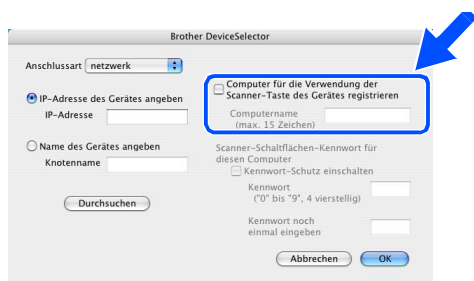 Brother DeviceSelector
Anschlussart netzwerk
IP-Adresse des Gerätes angeben
IP-Adresse
Name des Gerätes angeben
Knotenname
Durchsuchen
Computer für die Verwendung der
Scanner-Taste des Gerätes registrieren
Computername
(max. 15 Zeichen)
Scanner-Schaltflächen-Kennwort für
diesen Computer
Kennwort-Schutz einschalten
Kennwort
("0" bis "9", 4 vierstellig)
Kennwort noch
einmal eingeben
Abbrechen OK